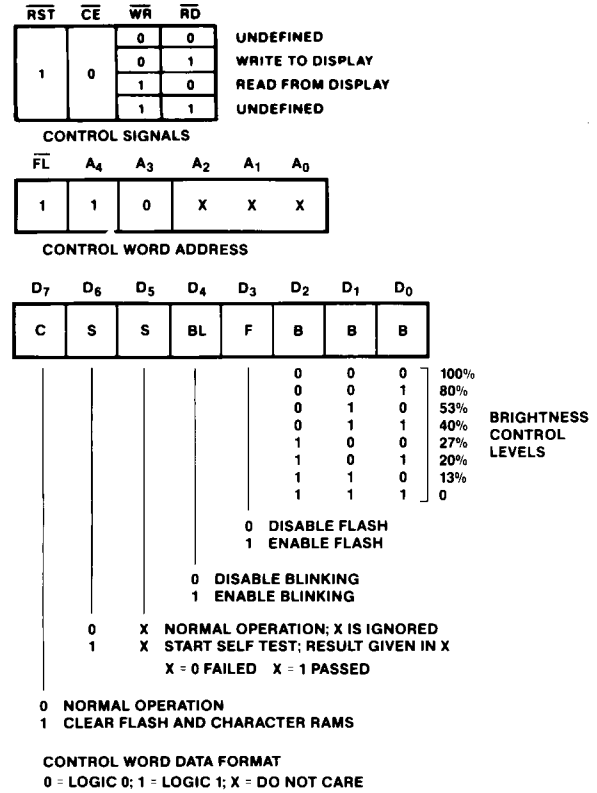 R̅S̅T̅ C̅E̅ W̅R̅ R̅D̅
0 0 UNDEFINED
0 1 WRITE TO DISPLAY
1 0
1 0 READ FROM DISPLAY
1 1 UNDEFINED
CONTROL SIGNALS
F̅L̅ A₄ A₃ A₂ A₁ A₀
1 1 0 X X X
CONTROL WORD ADDRESS
D₇ D₆ D₅ D₄ D₃ D₂ D₁ D₀
C S S BL F B B B
0 0 0 100%
0 0 1 80%
0 1 0 53%
0 1 1 40%
1 0 0 27%
1 0 1 20%
1 1 0 13%
1 1 1 0
BRIGHTNESS
CONTROL
LEVELS
0 DISABLE FLASH
1 ENABLE FLASH
0 DISABLE BLINKING
1 ENABLE BLINKING
0 X NORMAL OPERATION; X IS IGNORED
1 X START SELF TEST; RESULT GIVEN IN X
X = 0 FAILED X = 1 PASSED
0 NORMAL OPERATION
1 CLEAR FLASH AND CHARACTER RAMS
CONTROL WORD DATA FORMAT
0 = LOGIC 0; 1 = LOGIC 1; X = DO NOT CARE